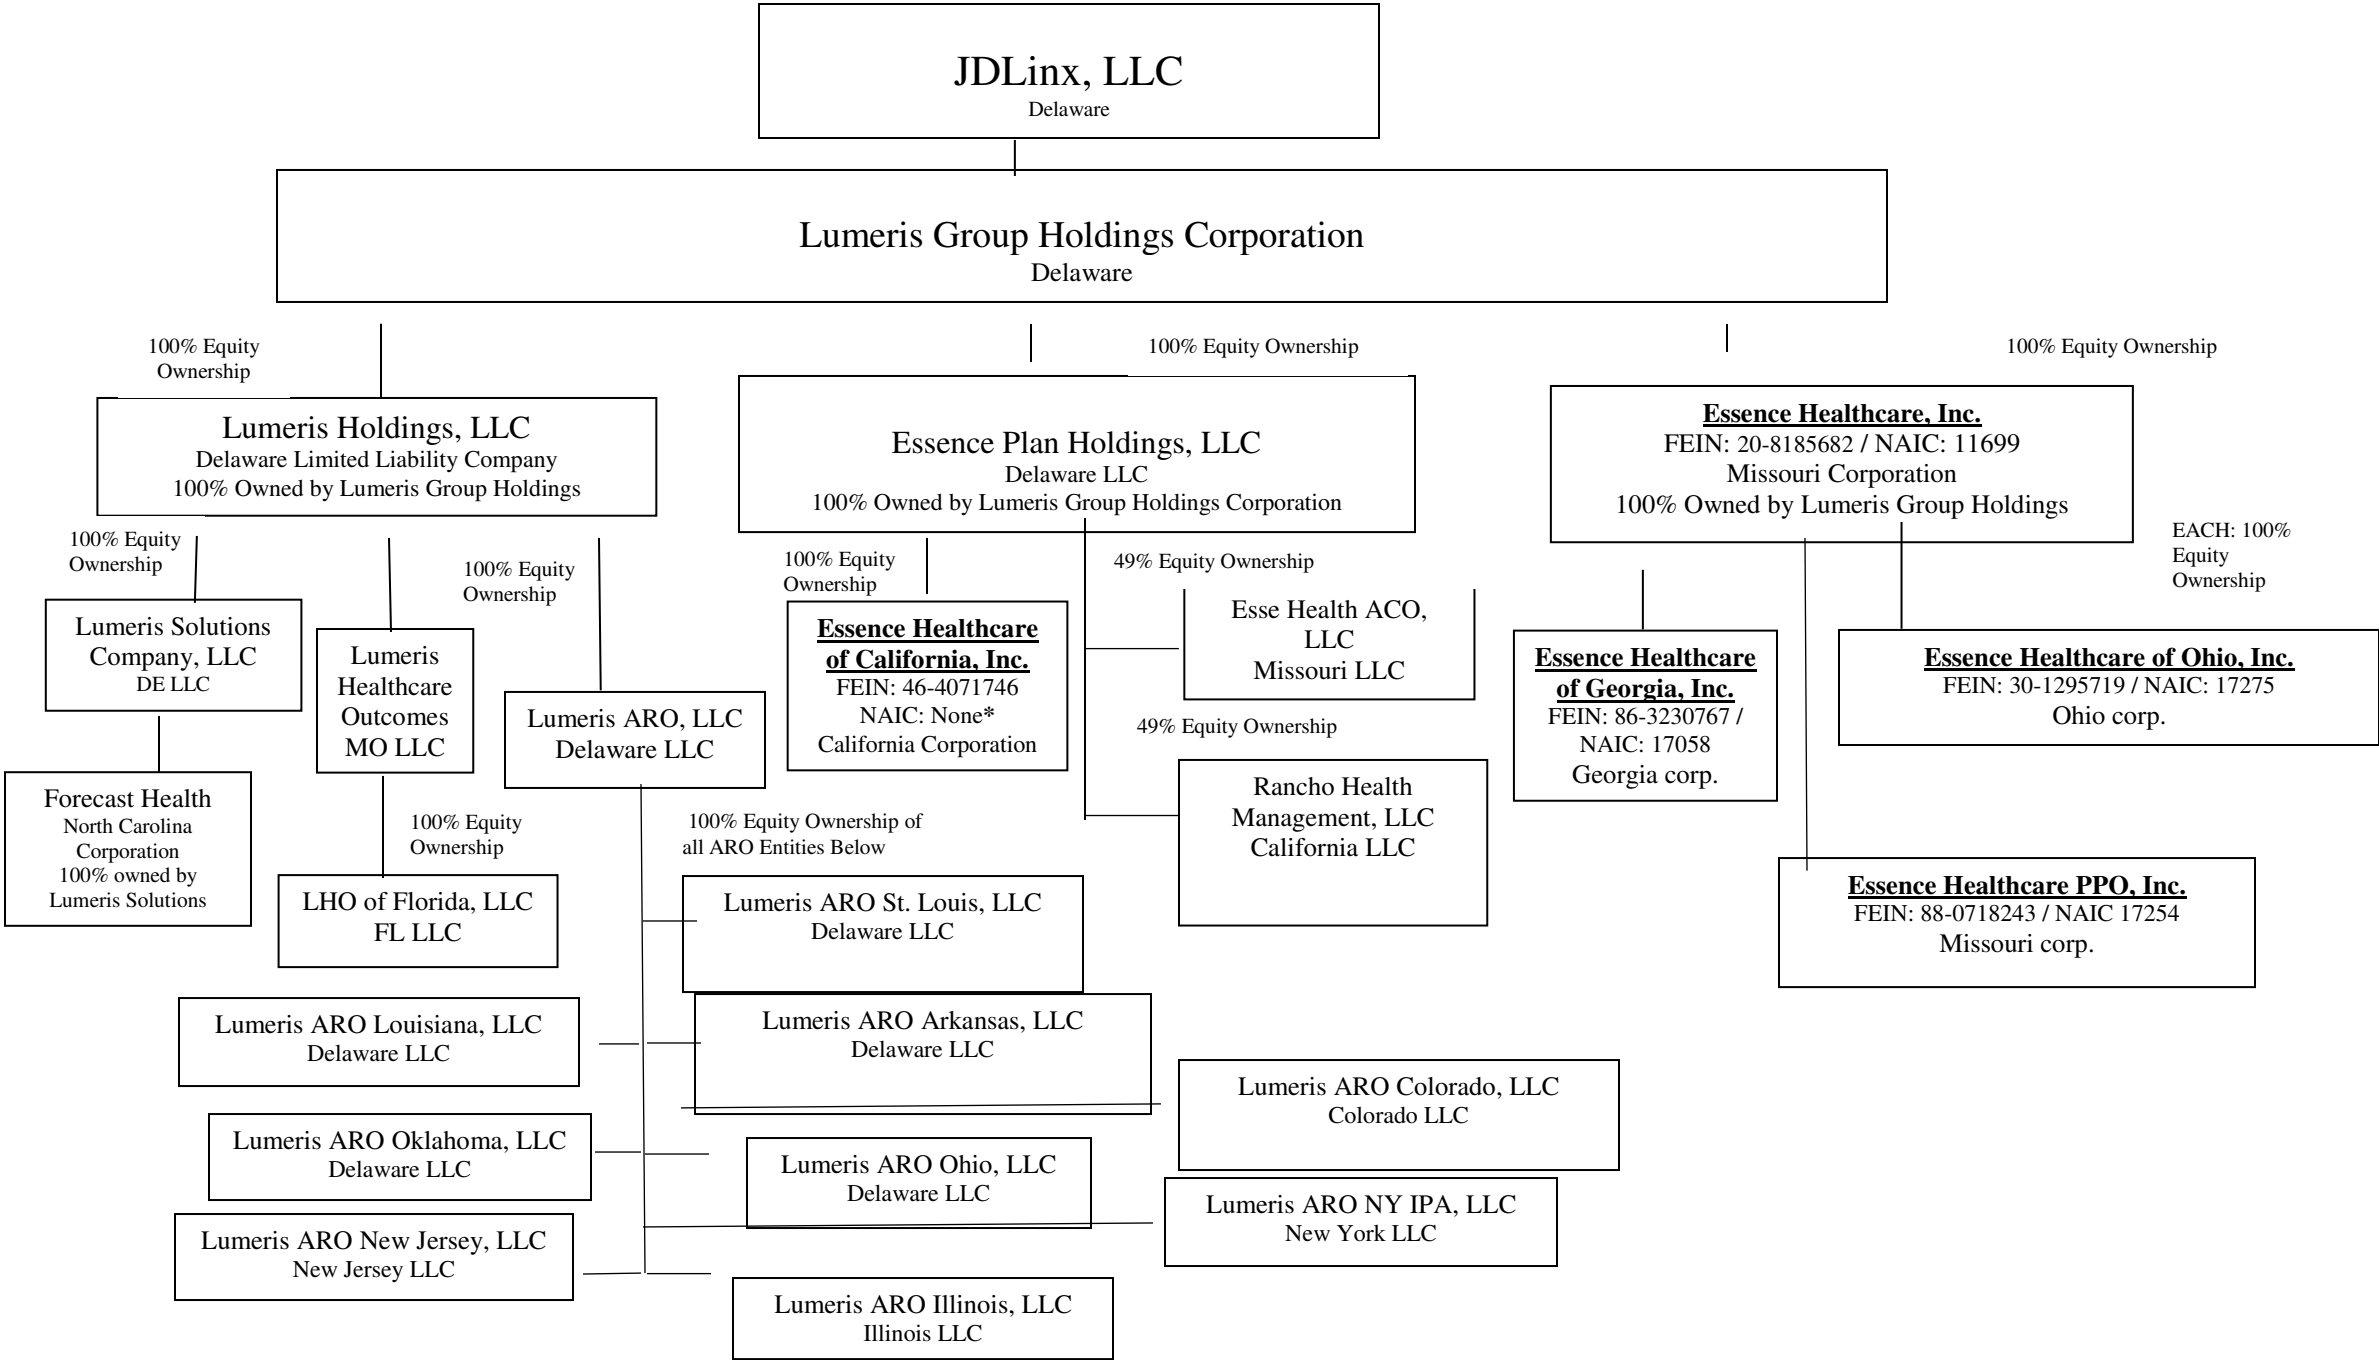 JDLinx, LLC
Delaware
Lumeris Group Holdings Corporation
Delaware
100% Equity
Ownership
100% Equity Ownership
100% Equity Ownership
Lumeris Holdings, LLC
Delaware Limited Liability Company
100% Owned by Lumeris Group Holdings
Essence Plan Holdings, LLC
Delaware LLC
100% Owned by Lumeris Group Holdings Corporation
Essence Healthcare, Inc.
FEIN: 20-8185682 / NAIC: 11699
Missouri Corporation
100% Owned by Lumeris Group Holdings
100% Equity
Ownership
100% Equity
Ownership
100% Equity
Ownership
49% Equity Ownership
EACH: 100%
Equity
Ownership
Lumeris Solutions
Company, LLC
DE LLC
Lumeris
Healthcare
Outcomes
MO LLC
Lumeris ARO, LLC
Delaware LLC
Essence Healthcare
of California, Inc.
FEIN: 46-4071746
NAIC: None*
California Corporation
Esse Health ACO,
LLC
Missouri LLC
49% Equity Ownership
Rancho Health
Management, LLC
California LLC
Essence Healthcare
of Georgia, Inc.
FEIN: 86-3230767 /
NAIC: 17058
Georgia corp.
Essence Healthcare of Ohio, Inc.
FEIN: 30-1295719 / NAIC: 17275
Ohio corp.
Essence Healthcare PPO, Inc.
FEIN: 88-0718243 / NAIC 17254
Missouri corp.
Forecast Health
North Carolina
Corporation
100% owned by
Lumeris Solutions
100% Equity
Ownership
LHO of Florida, LLC
FL LLC
100% Equity Ownership of
all ARO Entities Below
Lumeris ARO St. Louis, LLC
Delaware LLC
Lumeris ARO Louisiana, LLC
Delaware LLC
Lumeris ARO Arkansas, LLC
Delaware LLC
Lumeris ARO Colorado, LLC
Colorado LLC
Lumeris ARO Oklahoma, LLC
Delaware LLC
Lumeris ARO Ohio, LLC
Delaware LLC
Lumeris ARO NY IPA, LLC
New York LLC
Lumeris ARO New Jersey, LLC
New Jersey LLC
Lumeris ARO Illinois, LLC
Illinois LLC